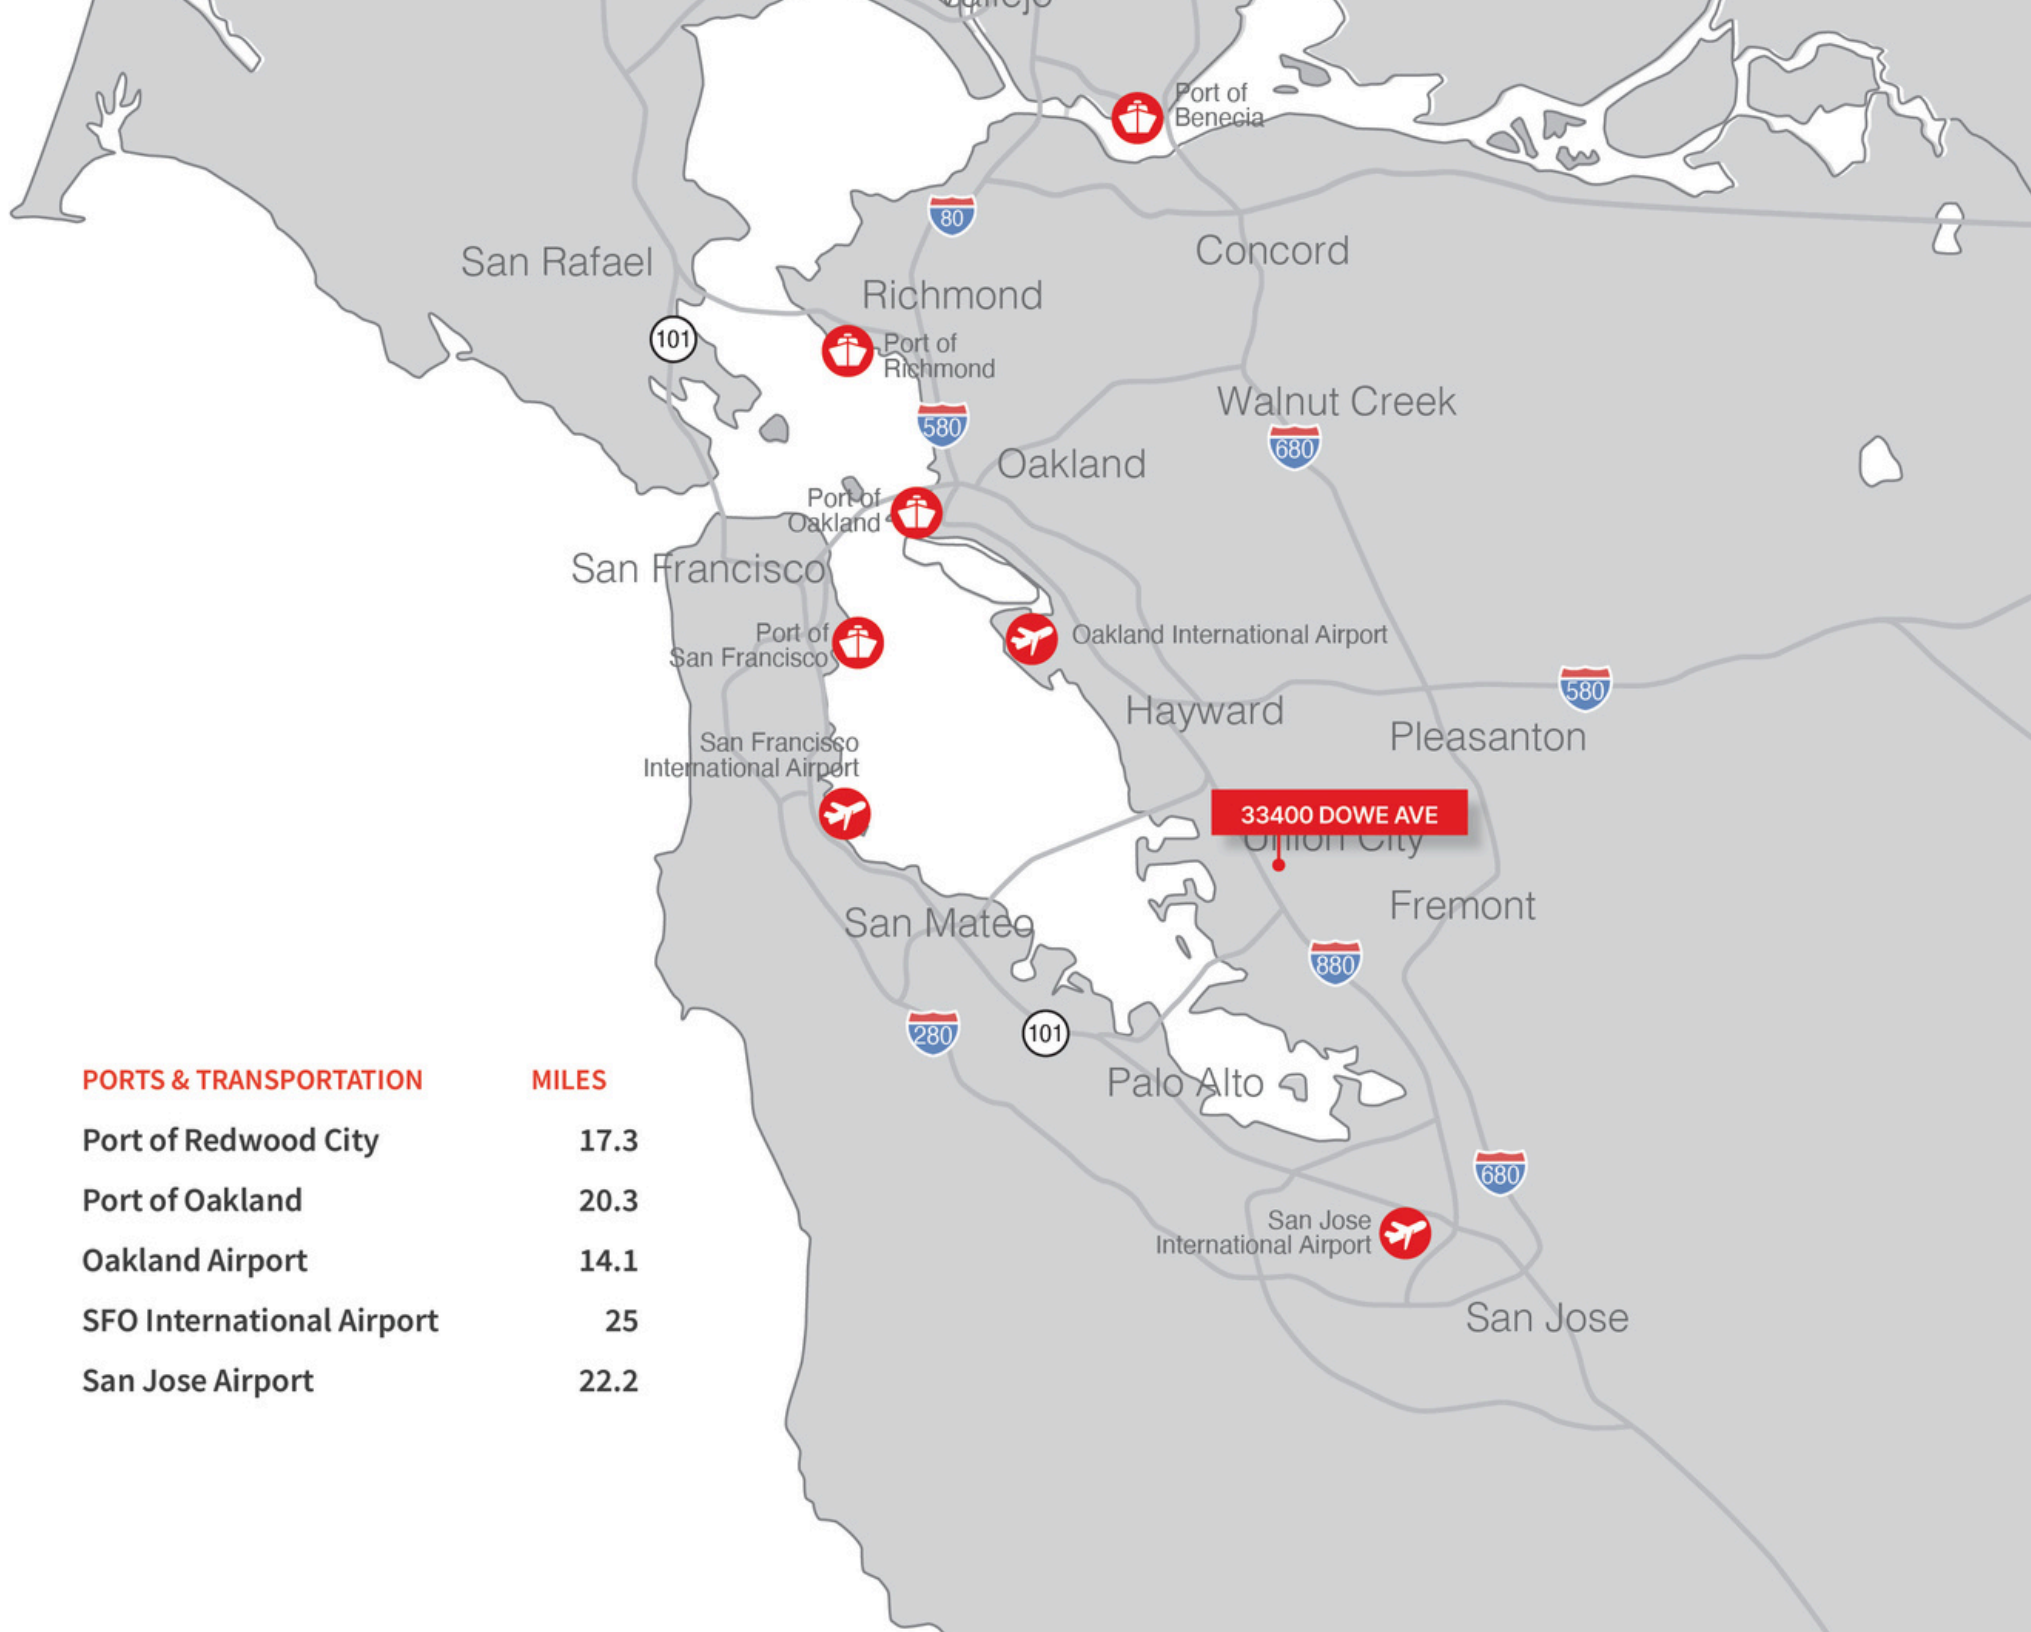 Vallejo
Port of
Benecia
80
San Rafael
Concord
Richmond
101
Port of
Richmond
Walnut Creek
580
680
Oakland
Port of
Oakland
San Francisco
Port of
San Francisco
Oakland International Airport
580
Hayward
Pleasanton
San Francisco
International Airport
33400 DOWE AVE
Union City
Fremont
San Mateo
880
280
101
Palo Alto
680
San Jose
International Airport
San Jose
PORTS & TRANSPORTATION MILES
Port of Redwood City 17.3
Port of Oakland 20.3
Oakland Airport 14.1
SFO International Airport 25
San Jose Airport 22.2